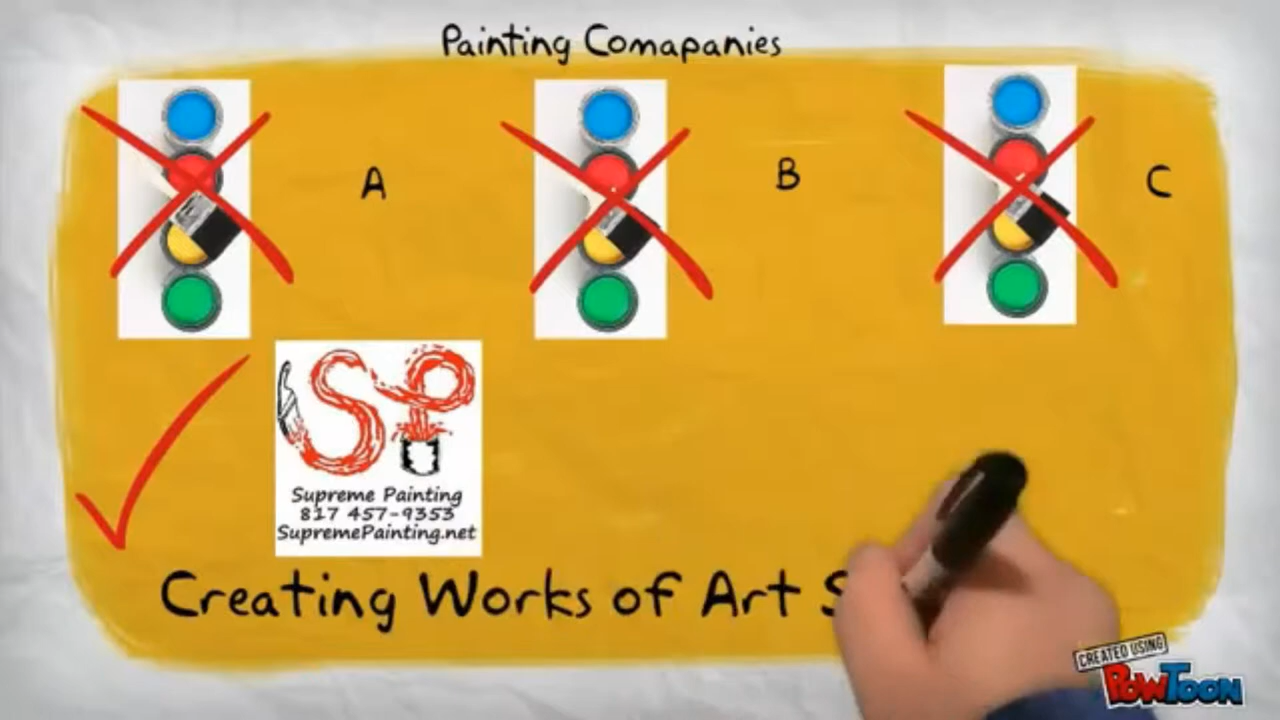 Painting Comapanies
A
B
C
SP
Supreme Painting
817 457-9353
SupremePainting.net
Creating Works of Art S
CREATED USING
POWTOON